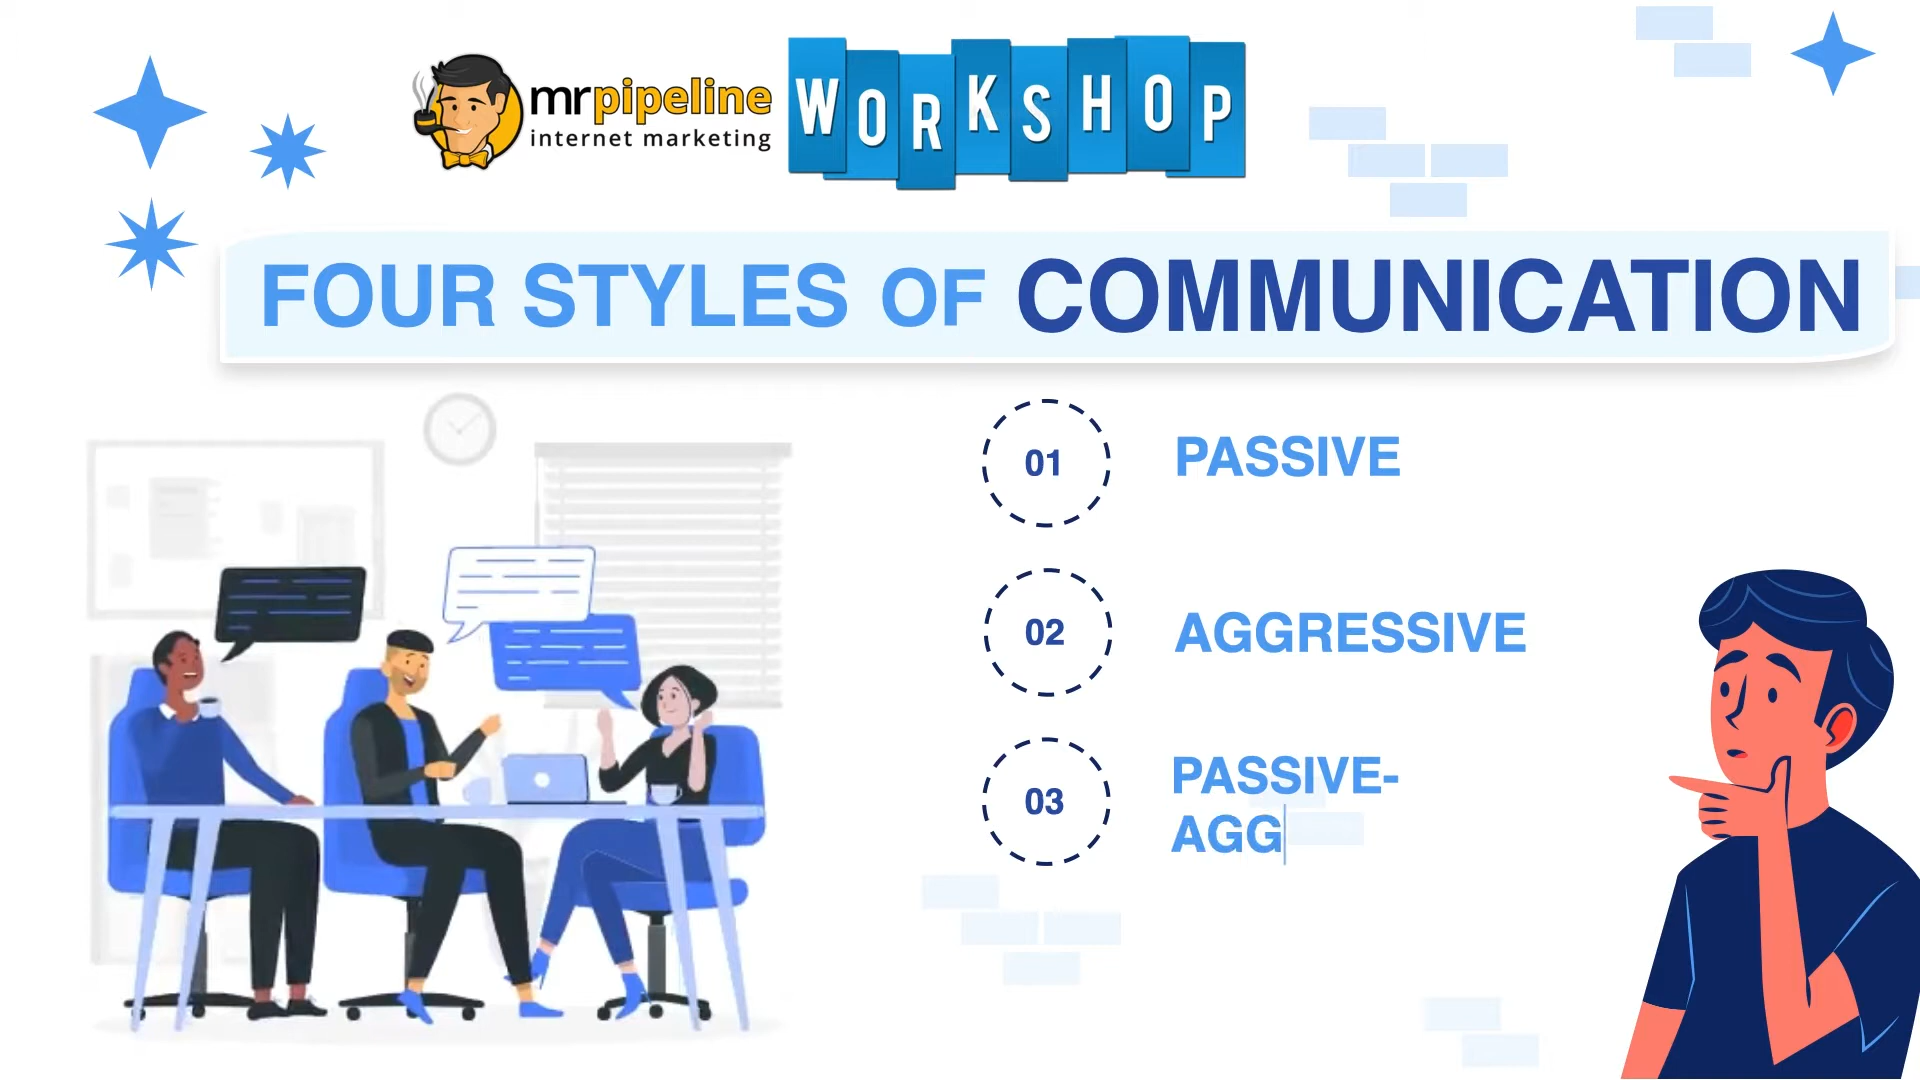 mrpipeline
internet marketing
WORKSHOP
FOUR STYLES OF COMMUNICATION
01 PASSIVE
02 AGGRESSIVE
03 PASSIVE-
AGG